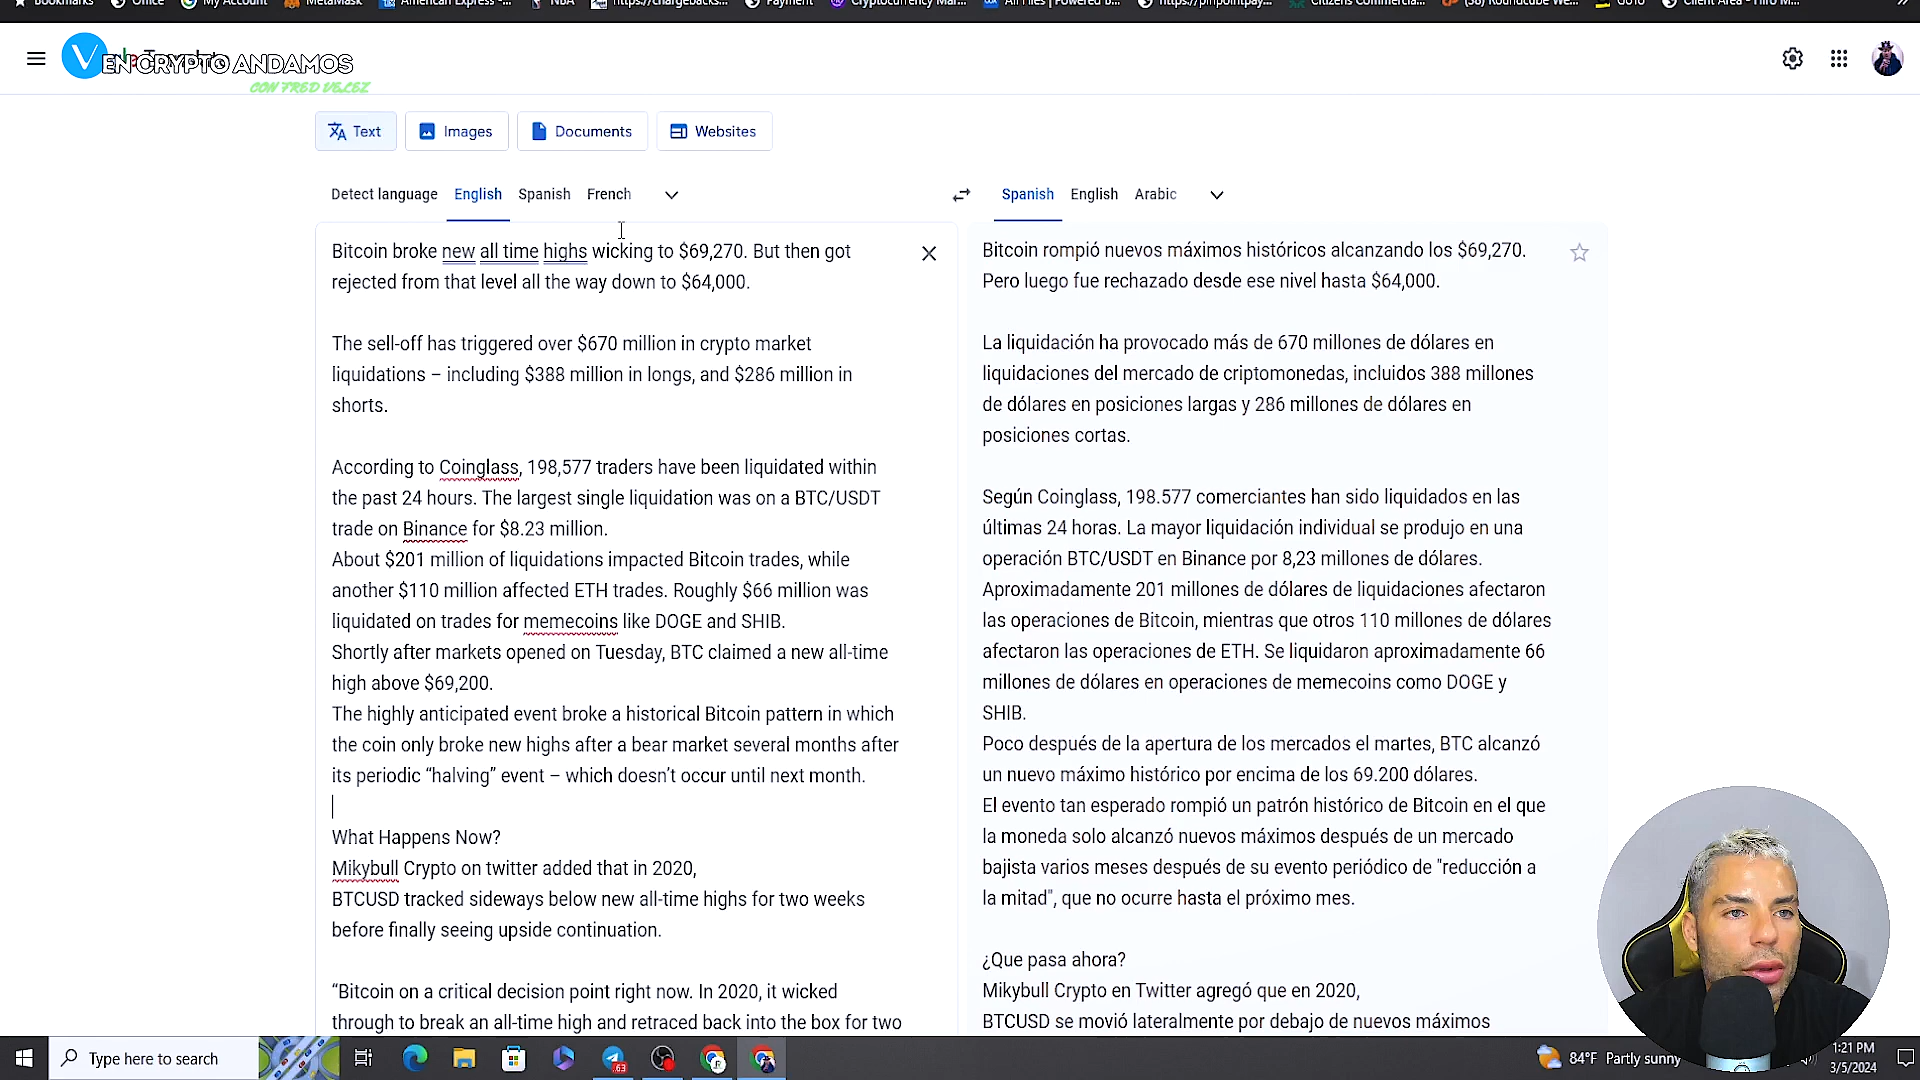 Bookmarks Office My Account MetaMask American Express -... NBA https://chargebacks... Payment Cryptocurrency Mar... All Files | Powered B... https://pinpointpay... Citizens Commercial... (36) Roundcube We... GoTo Client Area -
V EN CRYPTO ANDAMOS
CON FRED VELEZ
Text Images Documents Websites
Detect language English Spanish French Spanish English Arabic
Bitcoin broke new all time highs wicking to $69,270. But then got
rejected from that level all the way down to $64,000.
The sell-off has triggered over $670 million in crypto market
liquidations – including $388 million in longs, and $286 million in
shorts.
According to Coinglass, 198,577 traders have been liquidated within
the past 24 hours. The largest single liquidation was on a BTC/USDT
trade on Binance for $8.23 million.
About $201 million of liquidations impacted Bitcoin trades, while
another $110 million affected ETH trades. Roughly $66 million was
liquidated on trades for memecoins like DOGE and SHIB.
Shortly after markets opened on Tuesday, BTC claimed a new all-time
high above $69,200.
The highly anticipated event broke a historical Bitcoin pattern in which
the coin only broke new highs after a bear market several months after
its periodic “halving” event – which doesn’t occur until next month.
What Happens Now?
Mikybull Crypto on twitter added that in 2020,
BTCUSD tracked sideways below new all-time highs for two weeks
before finally seeing upside continuation.
“Bitcoin on a critical decision point right now. In 2020, it wicked
through to break an all-time high and retraced back into the box for two
Bitcoin rompió nuevos máximos históricos alcanzando los $69,270.
Pero luego fue rechazado desde ese nivel hasta $64,000.
La liquidación ha provocado más de 670 millones de dólares en
liquidaciones del mercado de criptomonedas, incluidos 388 millones
de dólares en posiciones largas y 286 millones de dólares en
posiciones cortas.
Según Coinglass, 198.577 comerciantes han sido liquidados en las
últimas 24 horas. La mayor liquidación individual se produjo en una
operación BTC/USDT en Binance por 8,23 millones de dólares.
Aproximadamente 201 millones de dólares de liquidaciones afectaron
las operaciones de Bitcoin, mientras que otros 110 millones de dólares
afectaron las operaciones de ETH. Se liquidaron aproximadamente 66
millones de dólares en operaciones de memecoins como DOGE y
SHIB.
Poco después de la apertura de los mercados el martes, BTC alcanzó
un nuevo máximo histórico por encima de los 69.200 dólares.
El evento tan esperado rompió un patrón histórico de Bitcoin en el que
la moneda solo alcanzó nuevos máximos después de un mercado
bajista varios meses después de su evento periódico de "reducción a
la mitad", que no ocurre hasta el próximo mes.
¿Que pasa ahora?
Mikybull Crypto en Twitter agregó que en 2020,
BTCUSD se movió lateralmente por debajo de nuevos máximos
Type here to search 63 84°F Partly sunny 1:21 PM
3/5/2024